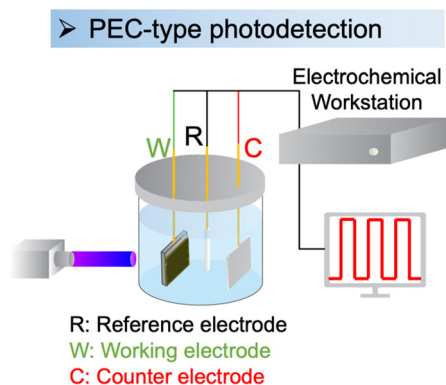 ➢ PEC-type photodetection
Electrochemical
Workstation
W
R
C
R: Reference electrode
W: Working electrode
C: Counter electrode